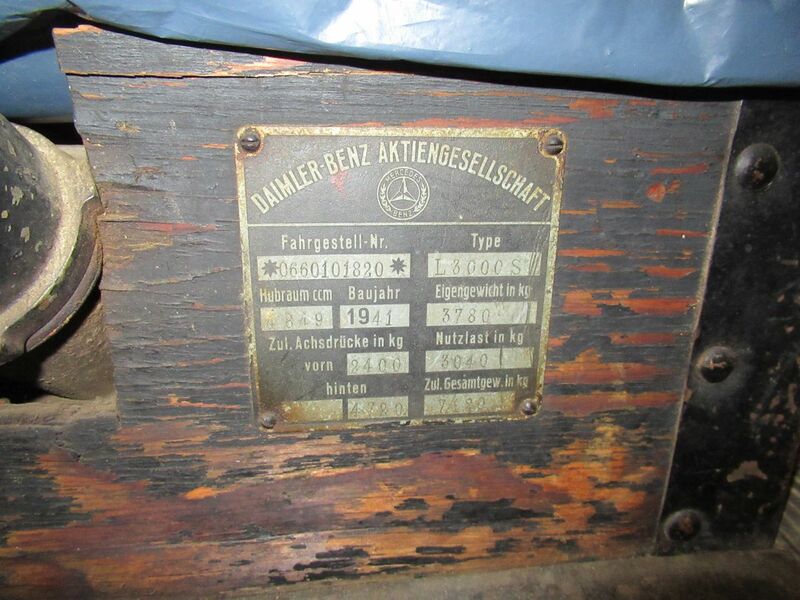 DAIMLER-BENZ AKTIENGESELLSCHAFT
MERCEDES
BENZ
Fahrgestell-Nr. Type
*0660101820* L3000S
Hubraum ccm Baujahr Eigengewicht in kg
4849 1941 3780
Zul. Achsdrücke in kg Nutzlast in kg
vorn 2400 3040
hinten Zul. Gesamtgew. in kg